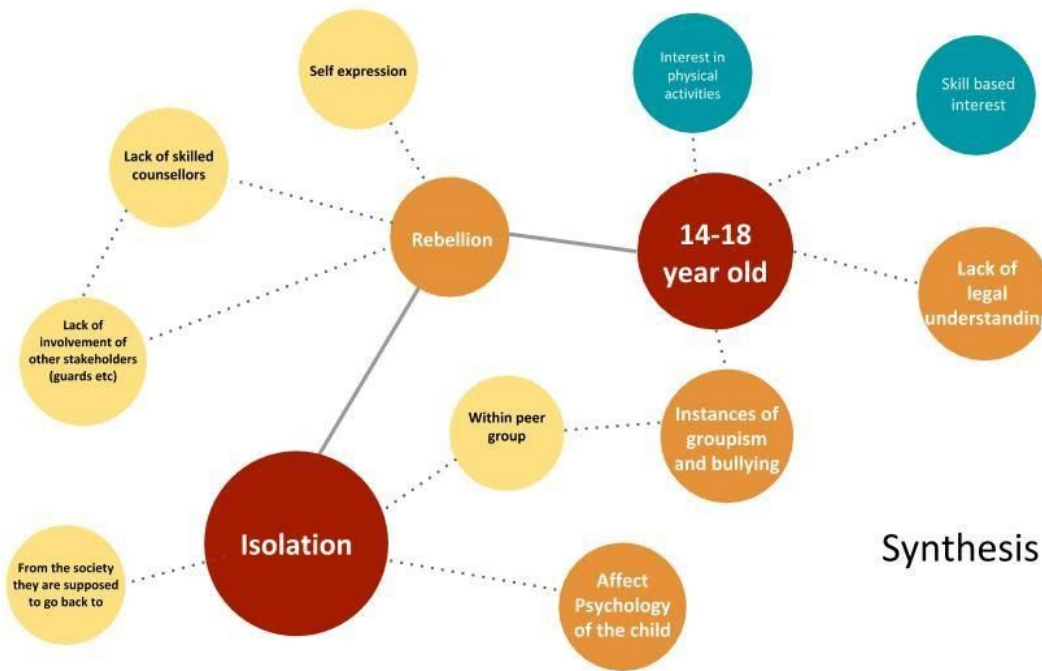 Self expression
Interest in
physical
activities
Skill based
interest
Lack of skilled
counsellors
Rebellion
14-18
year old
Lack of
legal
understanding
Lack of
involvement of
other stakeholders
(guards etc)
Within peer
group
Instances of
groupism
and bullying
Isolation
Synthesis
From the society
they are supposed
to go back to
Affect
Psychology
of the child